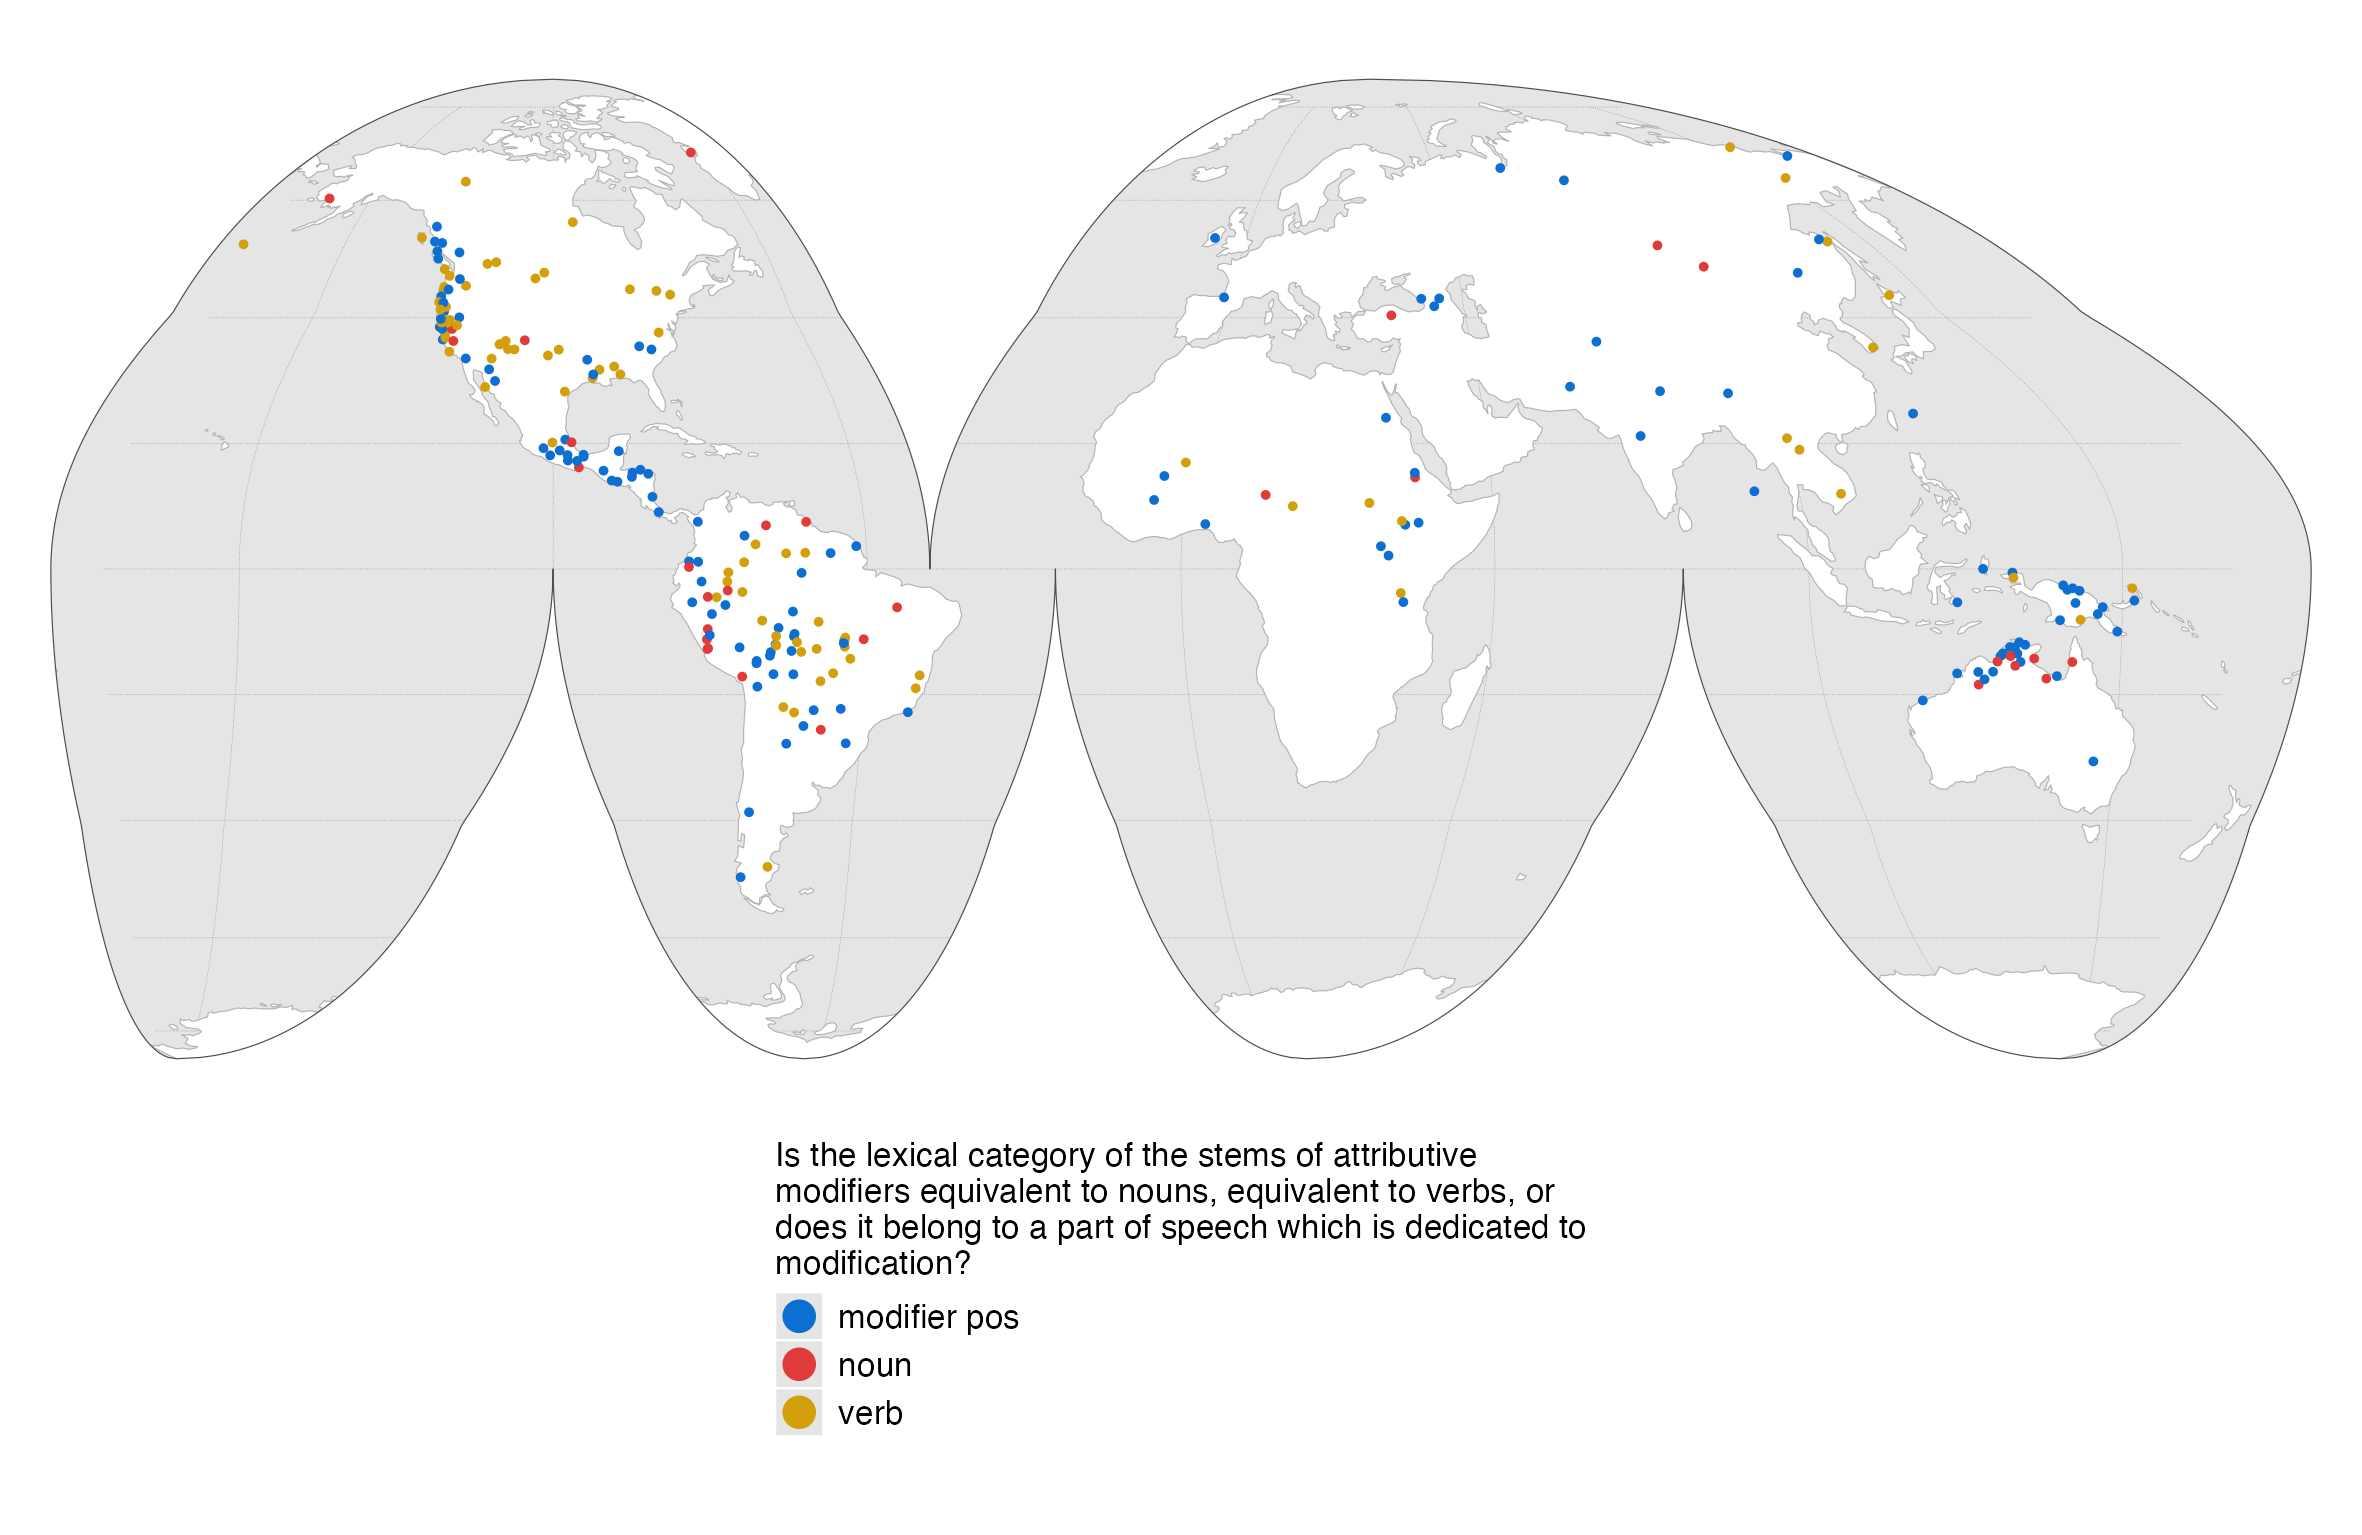 Is the lexical category of the stems of attributive
modifiers equivalent to nouns, equivalent to verbs, or
does it belong to a part of speech which is dedicated to
modification?
modifier pos
noun
verb